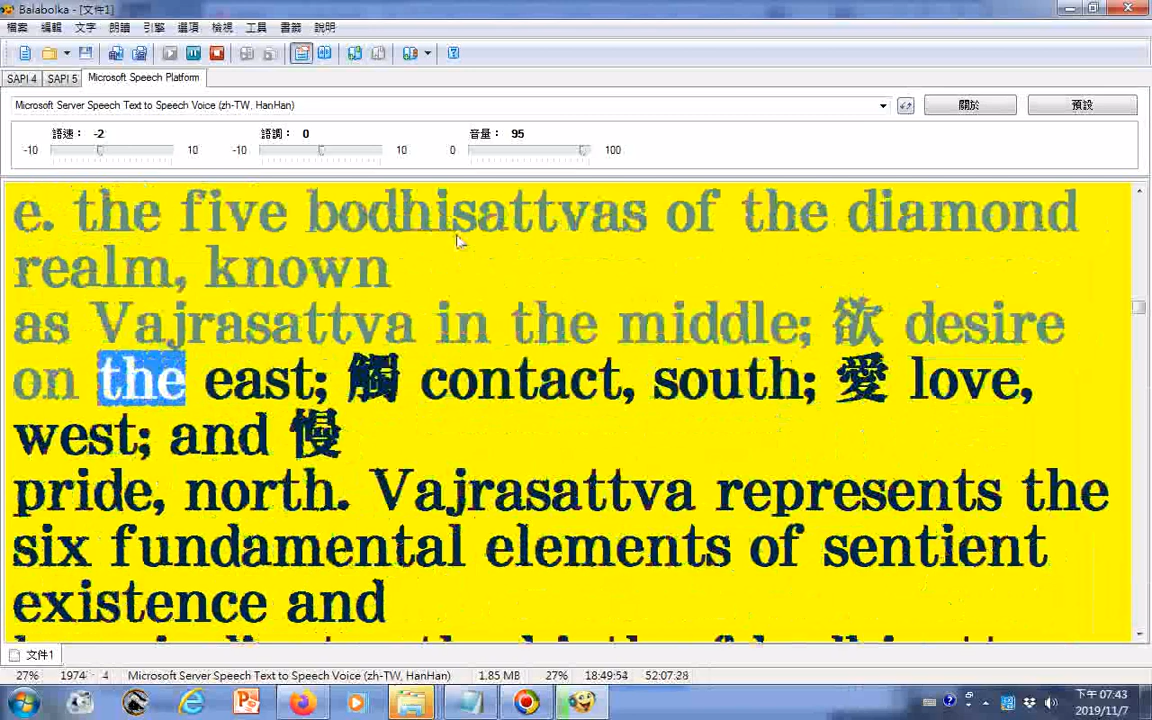 Balabolka - [文件1]
檔案 編輯 文字 朗讀 引擎 選項 檢視 工具 書籤 說明
SAPI 4 SAPI 5 Microsoft Speech Platform
Microsoft Server Speech Text to Speech Voice (zh-TW, HanHan) 關於 預設
語速： -2 語調： 0 音量： 95
-10 10 -10 10 0 100
e. the five bodhisattvas of the diamond
realm, known
as Vajrasattva in the middle; 欲 desire
on the east; 觸 contact, south; 愛 love,
west; and 慢
pride, north. Vajrasattva represents the
six fundamental elements of sentient
existence and
文件1
27% 1974 4 Microsoft Server Speech Text to Speech Voice (zh-TW, HanHan) 1.85 MB 27% 18:49:54 52:07:28
下午 07:43
2019/11/7